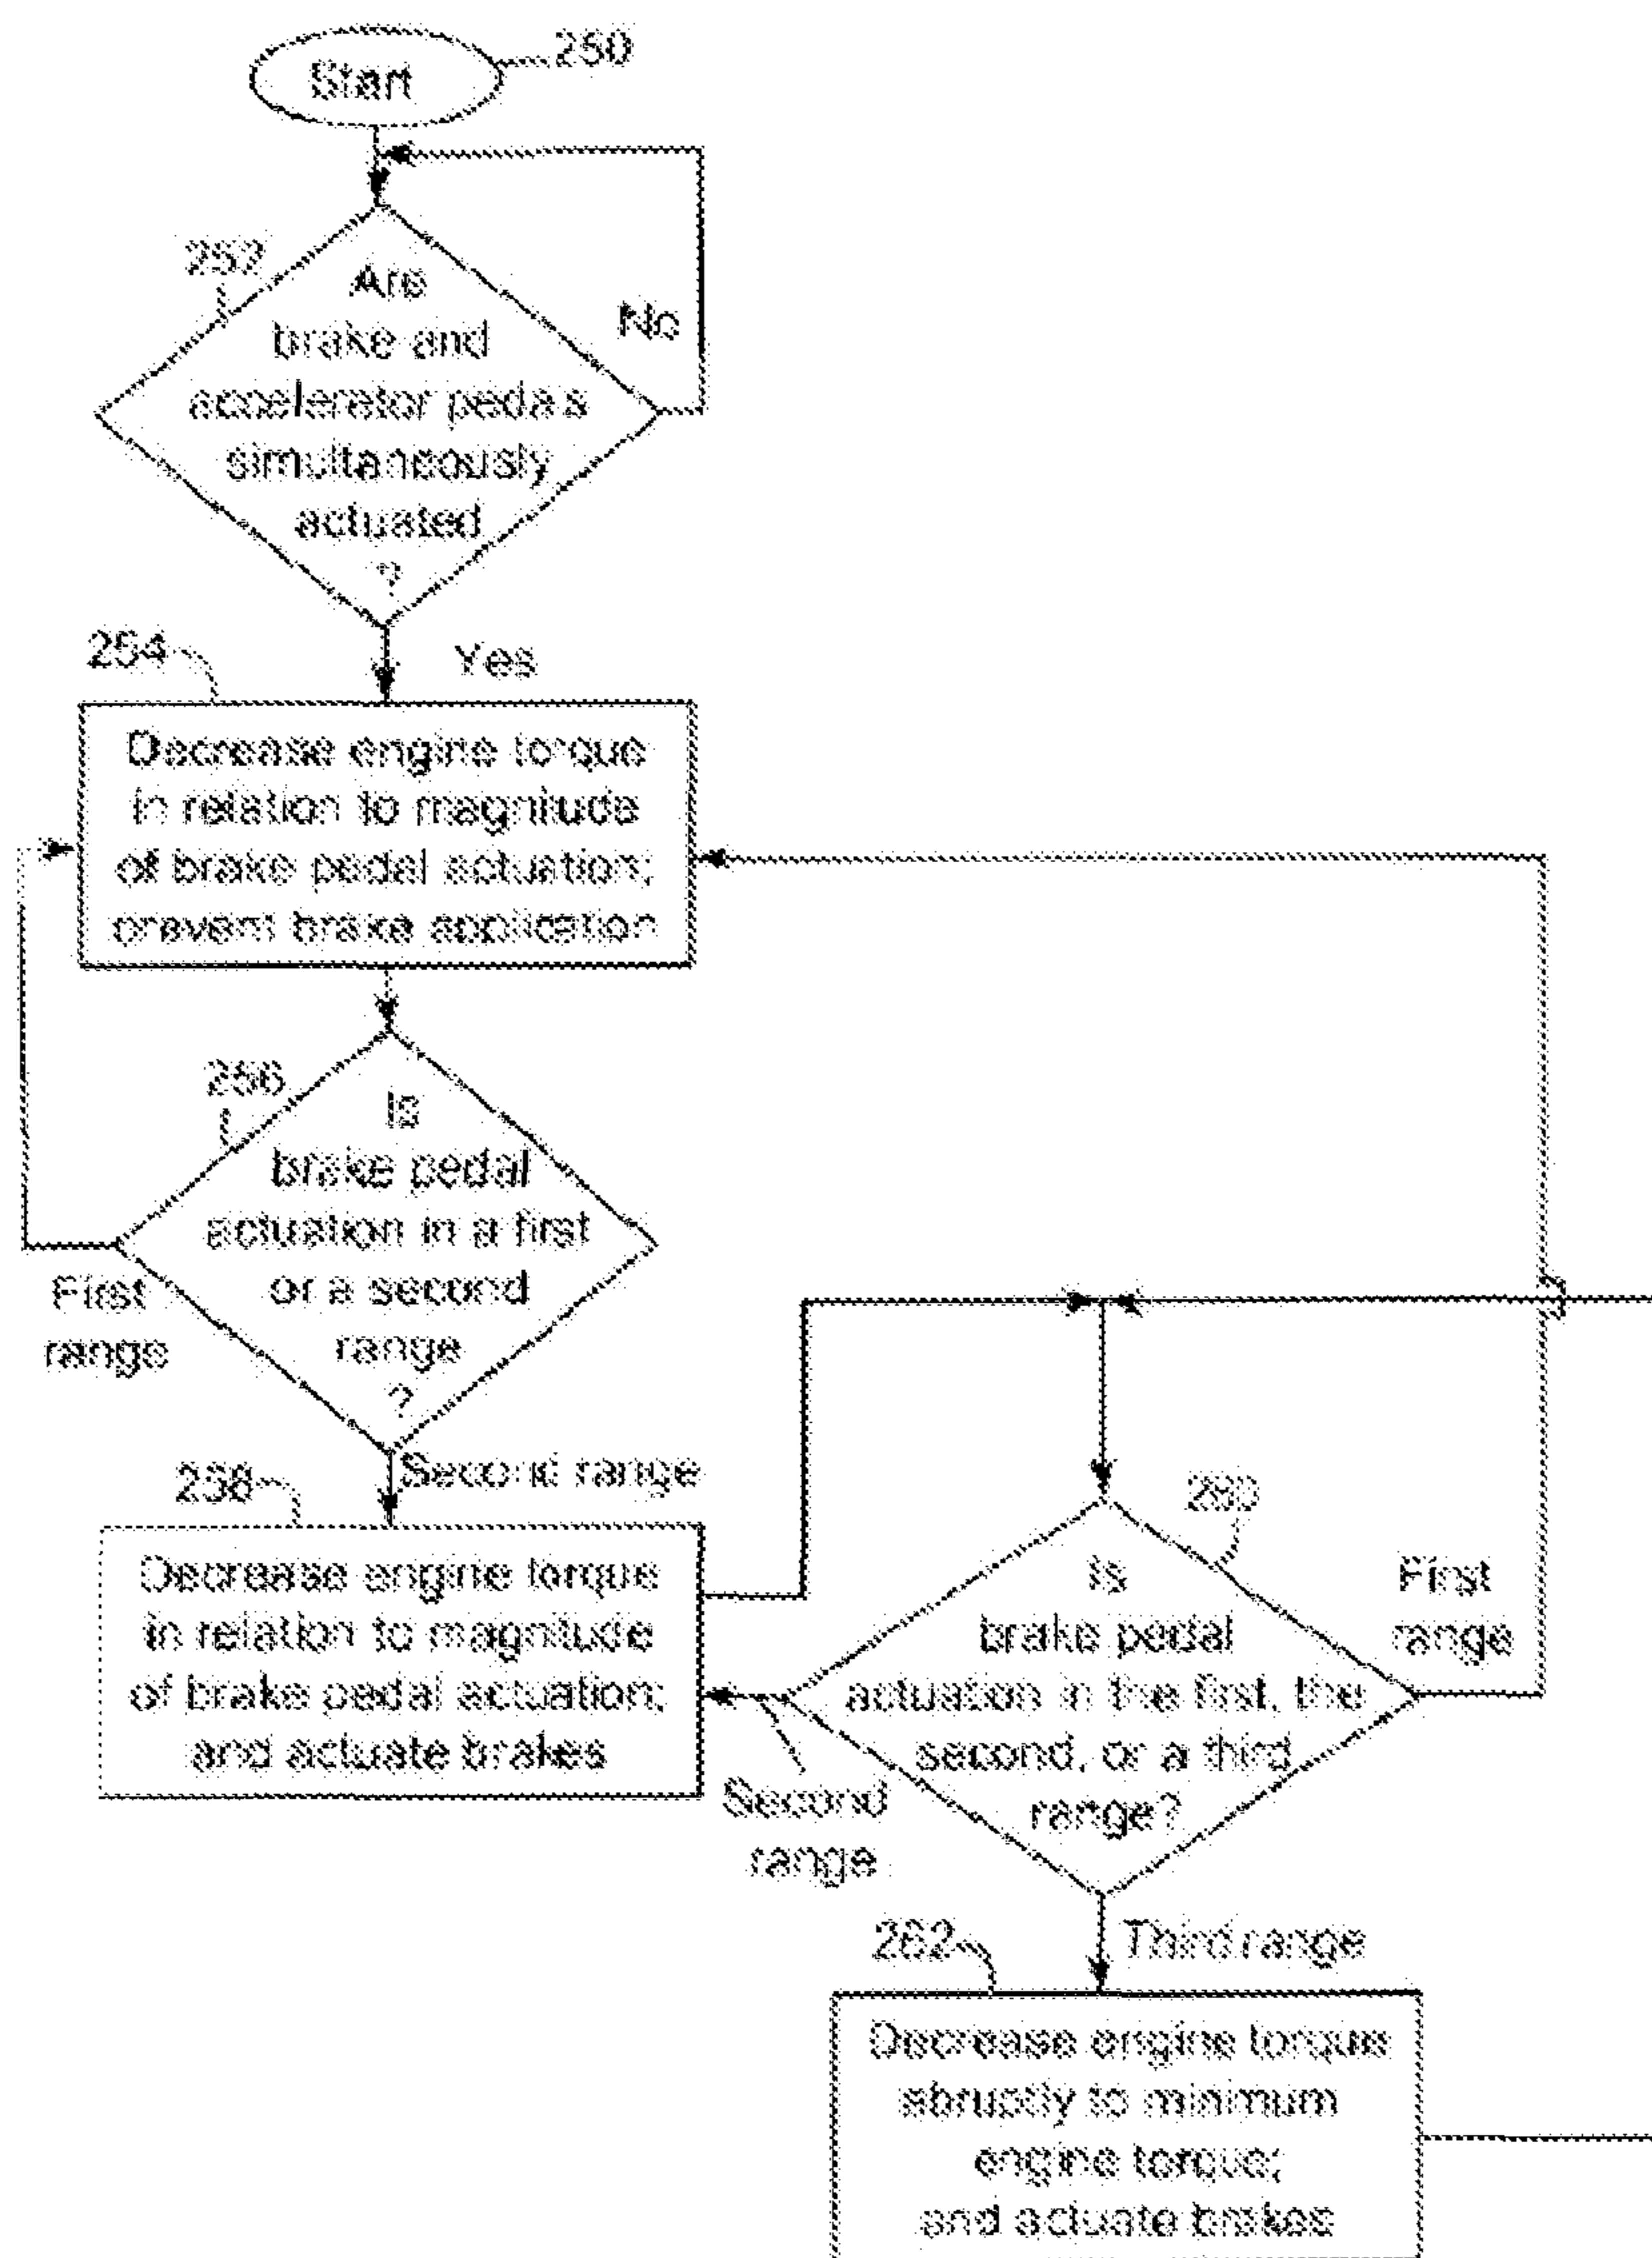 Start
250
252
Are
brake and
accelerator pedals
simultaneously
actuated
?
No
254
Yes
Decrease engine torque
in relation to magnitude
of brake pedal actuation;
prevent brake application
256
Is
brake pedal
actuation in a first
or a second
range
?
First
range
258
Second range
Decrease engine torque
in relation to magnitude
of brake pedal actuation;
and actuate brakes
260
Is
brake pedal
actuation in the first, the
second, or a third
range?
First
range
Second
range
262
Third range
Decrease engine torque
abruptly to minimum
engine torque;
and actuate brakes